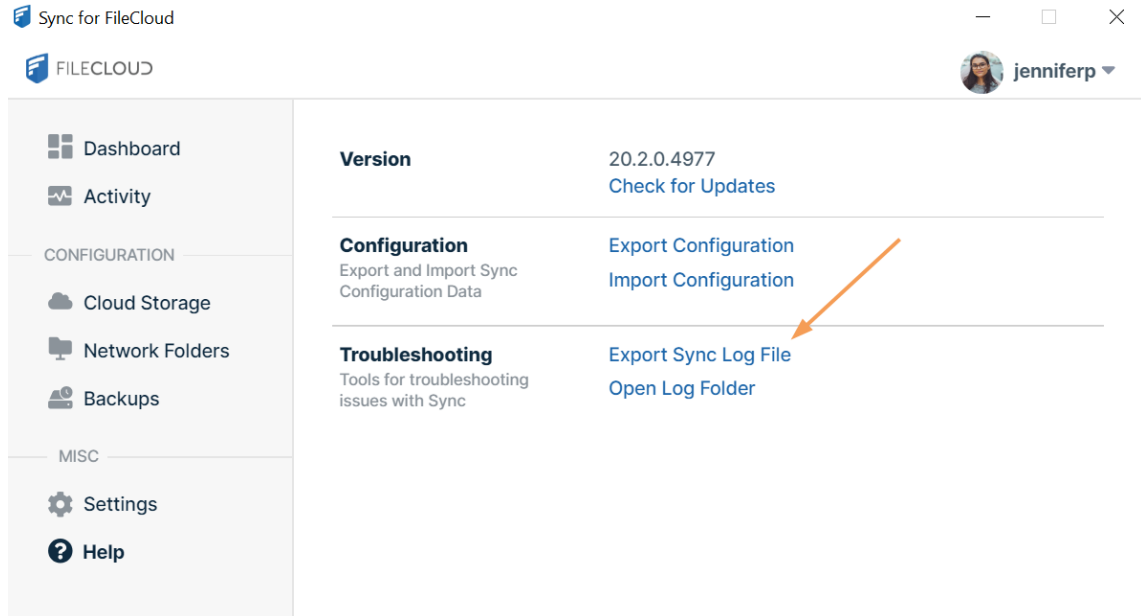 Sync for FileCloud
FILECLOUD
jenniferp
Dashboard
Activity
CONFIGURATION
Cloud Storage
Network Folders
Backups
MISC
Settings
Help
Version
20.2.0.4977
Check for Updates
Configuration
Export and Import Sync
Configuration Data
Export Configuration
Import Configuration
Troubleshooting
Tools for troubleshooting
issues with Sync
Export Sync Log File
Open Log Folder